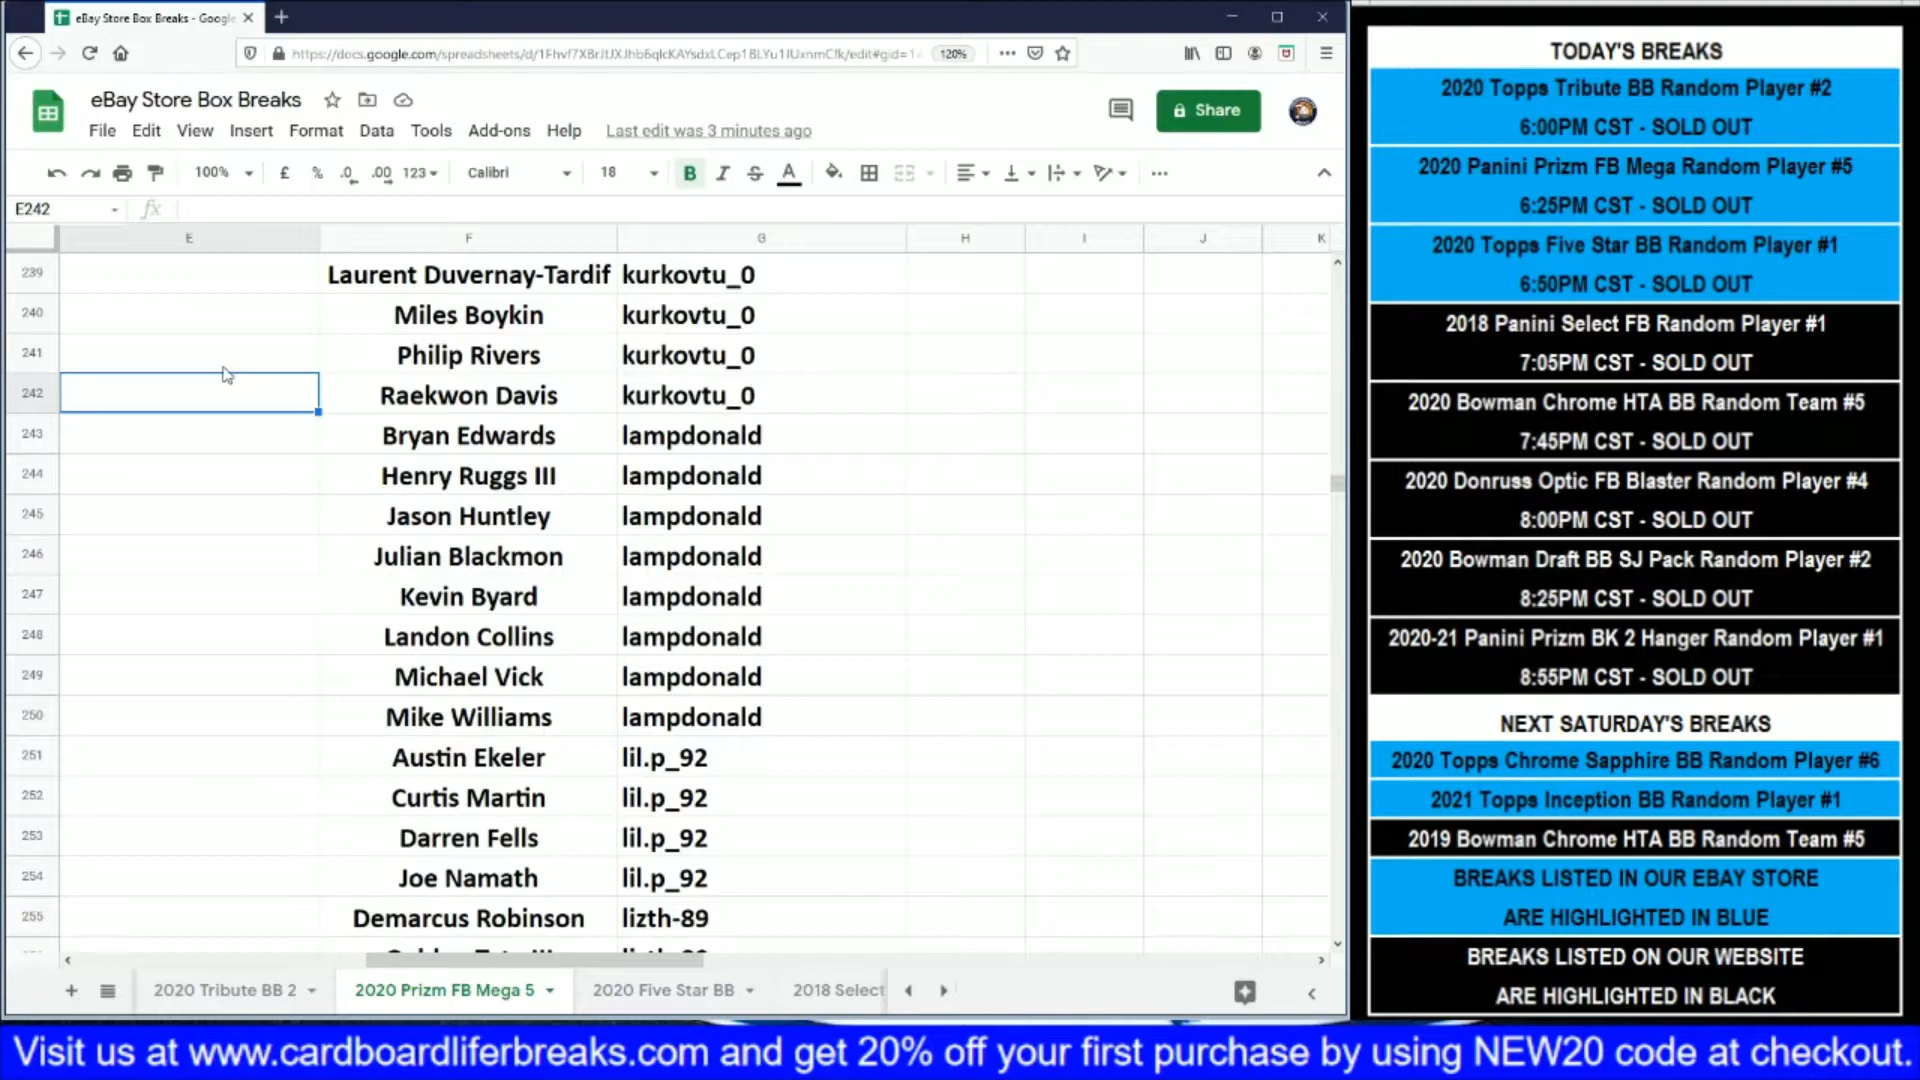 eBay Store Box Breaks - Google
120%
eBay Store Box Breaks
File Edit View Insert Format Data Tools Add-ons Help Last edit was 3 minutes ago
Share
100% £ % .0 .00 123 Calibri 18 B I S A
E242 fx
E F G H I J K
239 Laurent Duvernay-Tardif kurkovtu_0
240 Miles Boykin kurkovtu_0
241 Philip Rivers kurkovtu_0
242 Raekwon Davis kurkovtu_0
243 Bryan Edwards lampdonald
244 Henry Ruggs III lampdonald
245 Jason Huntley lampdonald
246 Julian Blackmon lampdonald
247 Kevin Byard lampdonald
248 Landon Collins lampdonald
249 Michael Vick lampdonald
250 Mike Williams lampdonald
251 Austin Ekeler lil.p_92
252 Curtis Martin lil.p_92
253 Darren Fells lil.p_92
254 Joe Namath lil.p_92
255 Demarcus Robinson lizth-89
2020 Tribute BB 2 2020 Prizm FB Mega 5 2020 Five Star BB 2018 Select
TODAY'S BREAKS
2020 Topps Tribute BB Random Player #2
6:00PM CST - SOLD OUT
2020 Panini Prizm FB Mega Random Player #5
6:25PM CST - SOLD OUT
2020 Topps Five Star BB Random Player #1
6:50PM CST - SOLD OUT
2018 Panini Select FB Random Player #1
7:05PM CST - SOLD OUT
2020 Bowman Chrome HTA BB Random Team #5
7:45PM CST - SOLD OUT
2020 Donruss Optic FB Blaster Random Player #4
8:00PM CST - SOLD OUT
2020 Bowman Draft BB SJ Pack Random Player #2
8:25PM CST - SOLD OUT
2020-21 Panini Prizm BK 2 Hanger Random Player #1
8:55PM CST - SOLD OUT
NEXT SATURDAY'S BREAKS
2020 Topps Chrome Sapphire BB Random Player #6
2021 Topps Inception BB Random Player #1
2019 Bowman Chrome HTA BB Random Team #5
BREAKS LISTED IN OUR EBAY STORE
ARE HIGHLIGHTED IN BLUE
BREAKS LISTED ON OUR WEBSITE
ARE HIGHLIGHTED IN BLACK
Visit us at www.cardboardliferbreaks.com and get 20% off your first purchase by using NEW20 code at checkout.